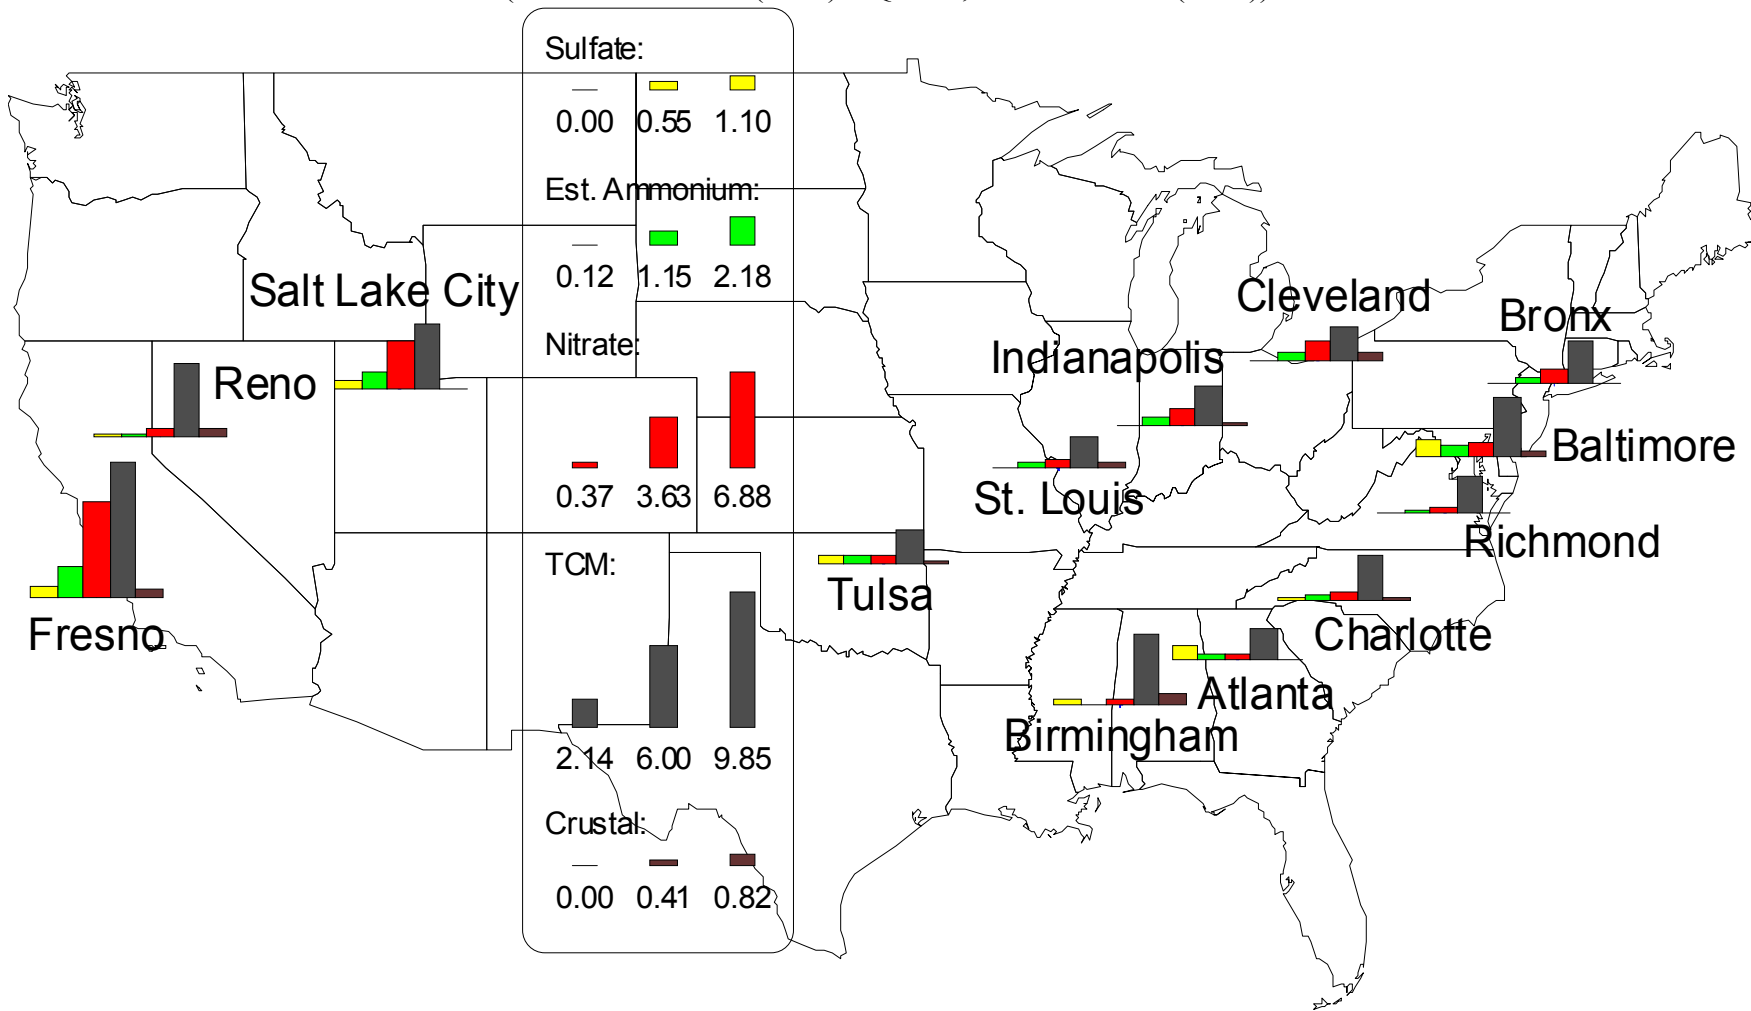 Sulfate:
0.00 0.55 1.10
Est. Ammonium:
0.12 1.15 2.18
Nitrate:
0.37 3.63 6.88
TCM:
2.14 6.00 9.85
Crustal:
0.00 0.41 0.82
Salt Lake City
Reno
Fresno
Cleveland
Bronx
Indianapolis
Baltimore
St. Louis
Richmond
Tulsa
Charlotte
Atlanta
Birmingham